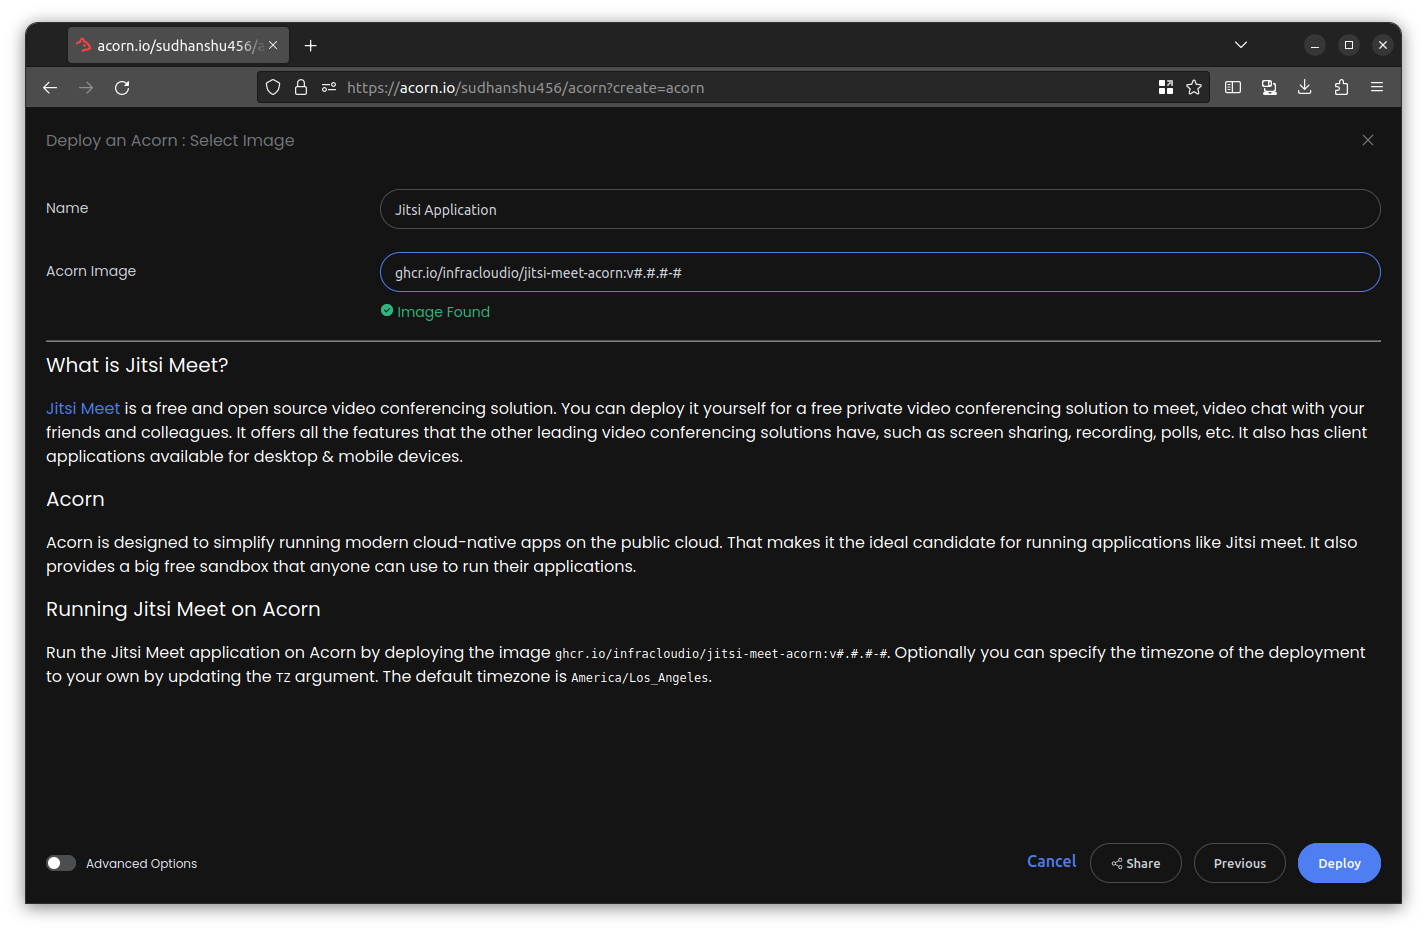 acorn.io/sudhanshu456/a
https://acorn.io/sudhanshu456/acorn?create=acorn
Deploy an Acorn : Select Image
Name
Jitsi Application
Acorn Image
ghcr.io/infracloudio/jitsi-meet-acorn:v#.#.#-#
Image Found
What is Jitsi Meet?
Jitsi Meet is a free and open source video conferencing solution. You can deploy it yourself for a free private video conferencing solution to meet, video chat with your
friends and colleagues. It offers all the features that the other leading video conferencing solutions have, such as screen sharing, recording, polls, etc. It also has client
applications available for desktop & mobile devices.
Acorn
Acorn is designed to simplify running modern cloud-native apps on the public cloud. That makes it the ideal candidate for running applications like Jitsi meet. It also
provides a big free sandbox that anyone can use to run their applications.
Running Jitsi Meet on Acorn
Run the Jitsi Meet application on Acorn by deploying the image ghcr.io/infracloudio/jitsi-meet-acorn:v#.#.#-#. Optionally you can specify the timezone of the deployment
to your own by updating the TZ argument. The default timezone is America/Los_Angeles.
Advanced Options
Cancel
Share
Previous
Deploy